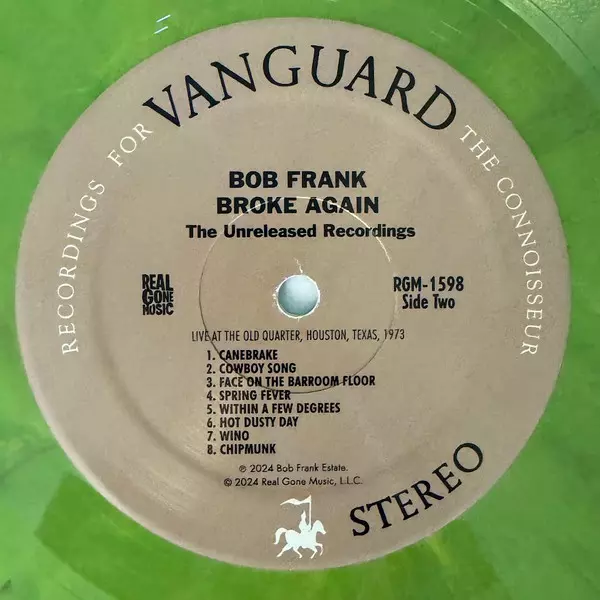 RECORDINGS FOR VANGUARD THE CONNOISSEUR
BOB FRANK
BROKE AGAIN
The Unreleased Recordings
REAL
GONE
MUSIC
RGM-1598
Side Two
LIVE AT THE OLD QUARTER, HOUSTON, TEXAS, 1973
1. CANEBRAKE
2. COWBOY SONG
3. FACE ON THE BARROOM FLOOR
4. SPRING FEVER
5. WITHIN A FEW DEGREES
6. HOT DUSTY DAY
7. WINO
8. CHIPMUNK
℗ 2024 Bob Frank Estate.
© 2024 Real Gone Music, L.L.C.
STEREO